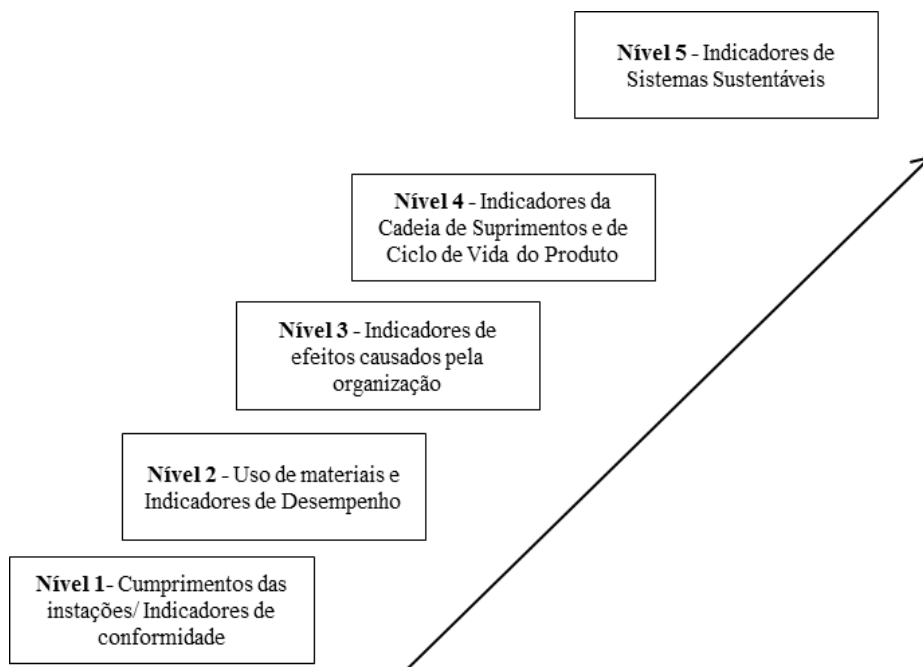 Nível 5 - Indicadores de
Sistemas Sustentáveis
Nível 4 - Indicadores da
Cadeia de Suprimentos e de
Ciclo de Vida do Produto
Nível 3 - Indicadores de
efeitos causados pela
organização
Nível 2 - Uso de materiais e
Indicadores de Desempenho
Nível 1- Cumprimentos das
instações/ Indicadores de
conformidade